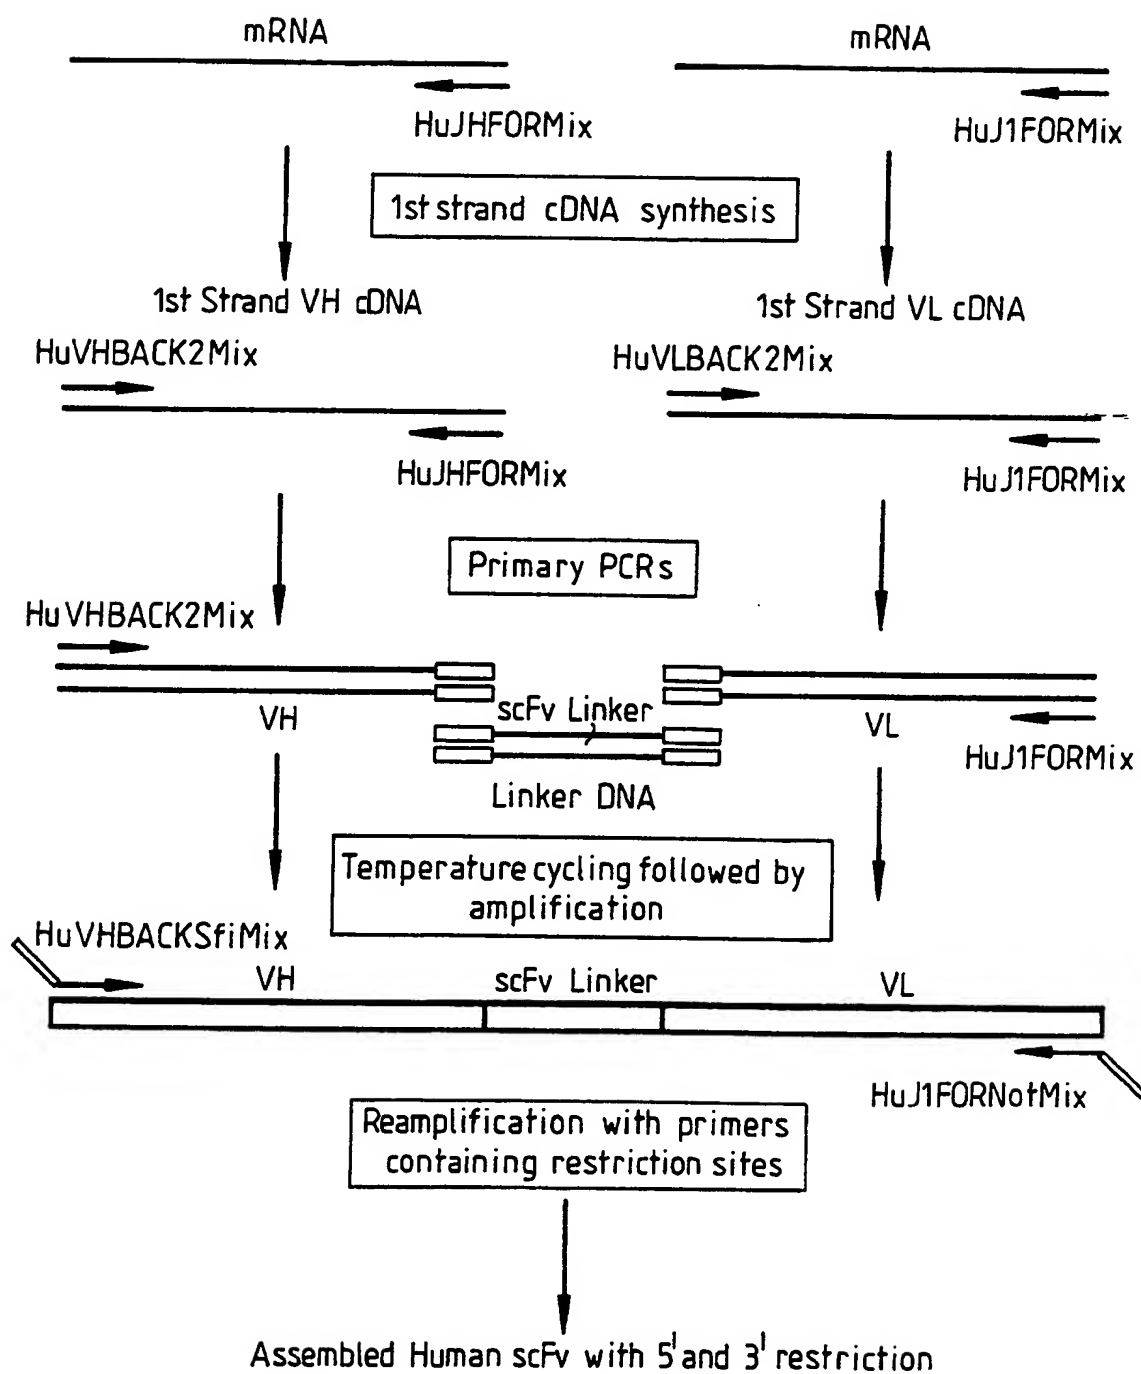 mRNA
mRNA
HuJHFORMix
HuJ1FORMix
1st strand cDNA synthesis
1st Strand VH cDNA
1st Strand VL cDNA
HuVHBACK2Mix
HuVLBACK2Mix
HuJHFORMix
HuJ1FORMix
Primary PCRs
HuVHBACK2Mix
VH
scFv Linker
VL
HuJ1FORMix
Linker DNA
Temperature cycling followed by
amplification
HuVHBACKSfiMix
VH
scFv Linker
VL
HuJ1FORNotMix
Reamplification with primers
containing restriction sites
Assembled Human scFv with 5' and 3' restriction